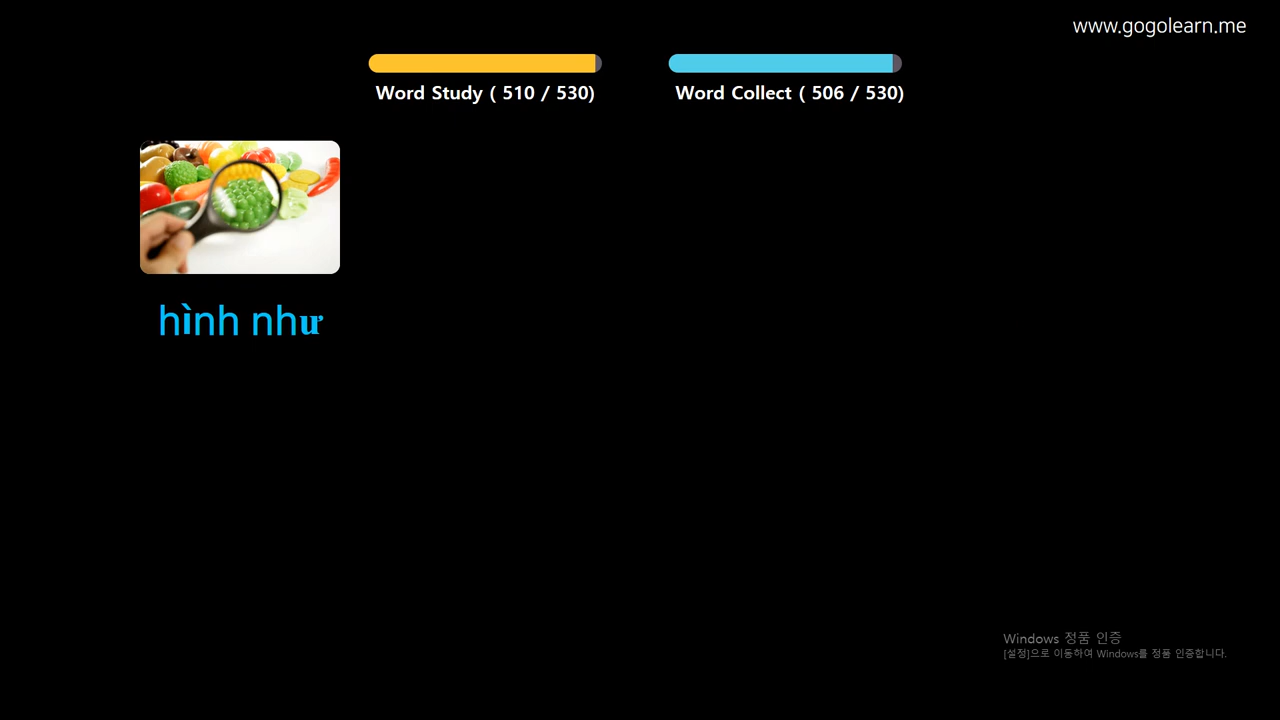 www.gogolearn.me
Word Study ( 510 / 530)
Word Collect ( 506 / 530)
hình như
Windows 정품 인증
[설정]으로 이동하여 Windows를 정품 인증합니다.